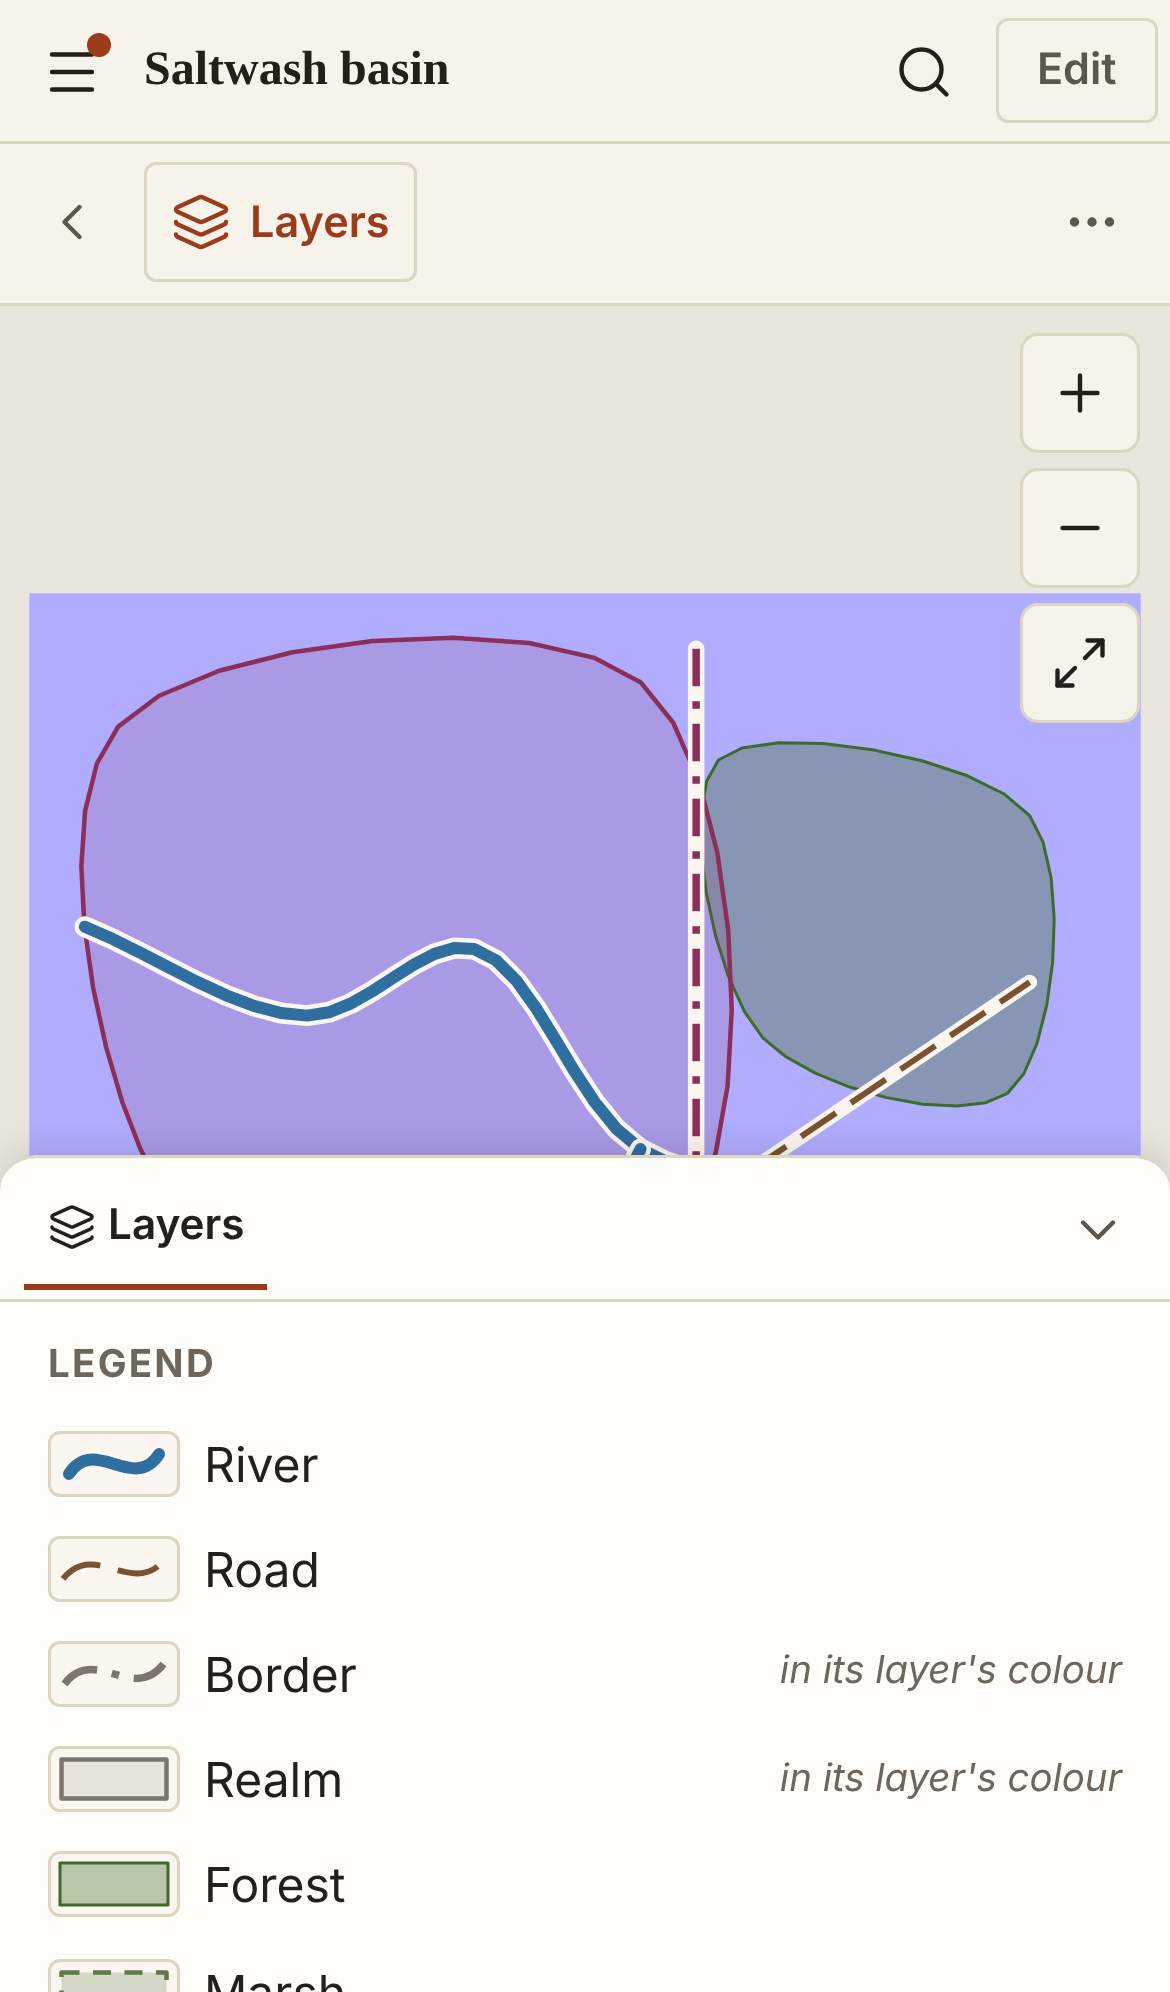 Saltwash basin
Edit
Layers
Layers
LEGEND
River
Road
Border in its layer's colour
Realm in its layer's colour
Forest
Marsh